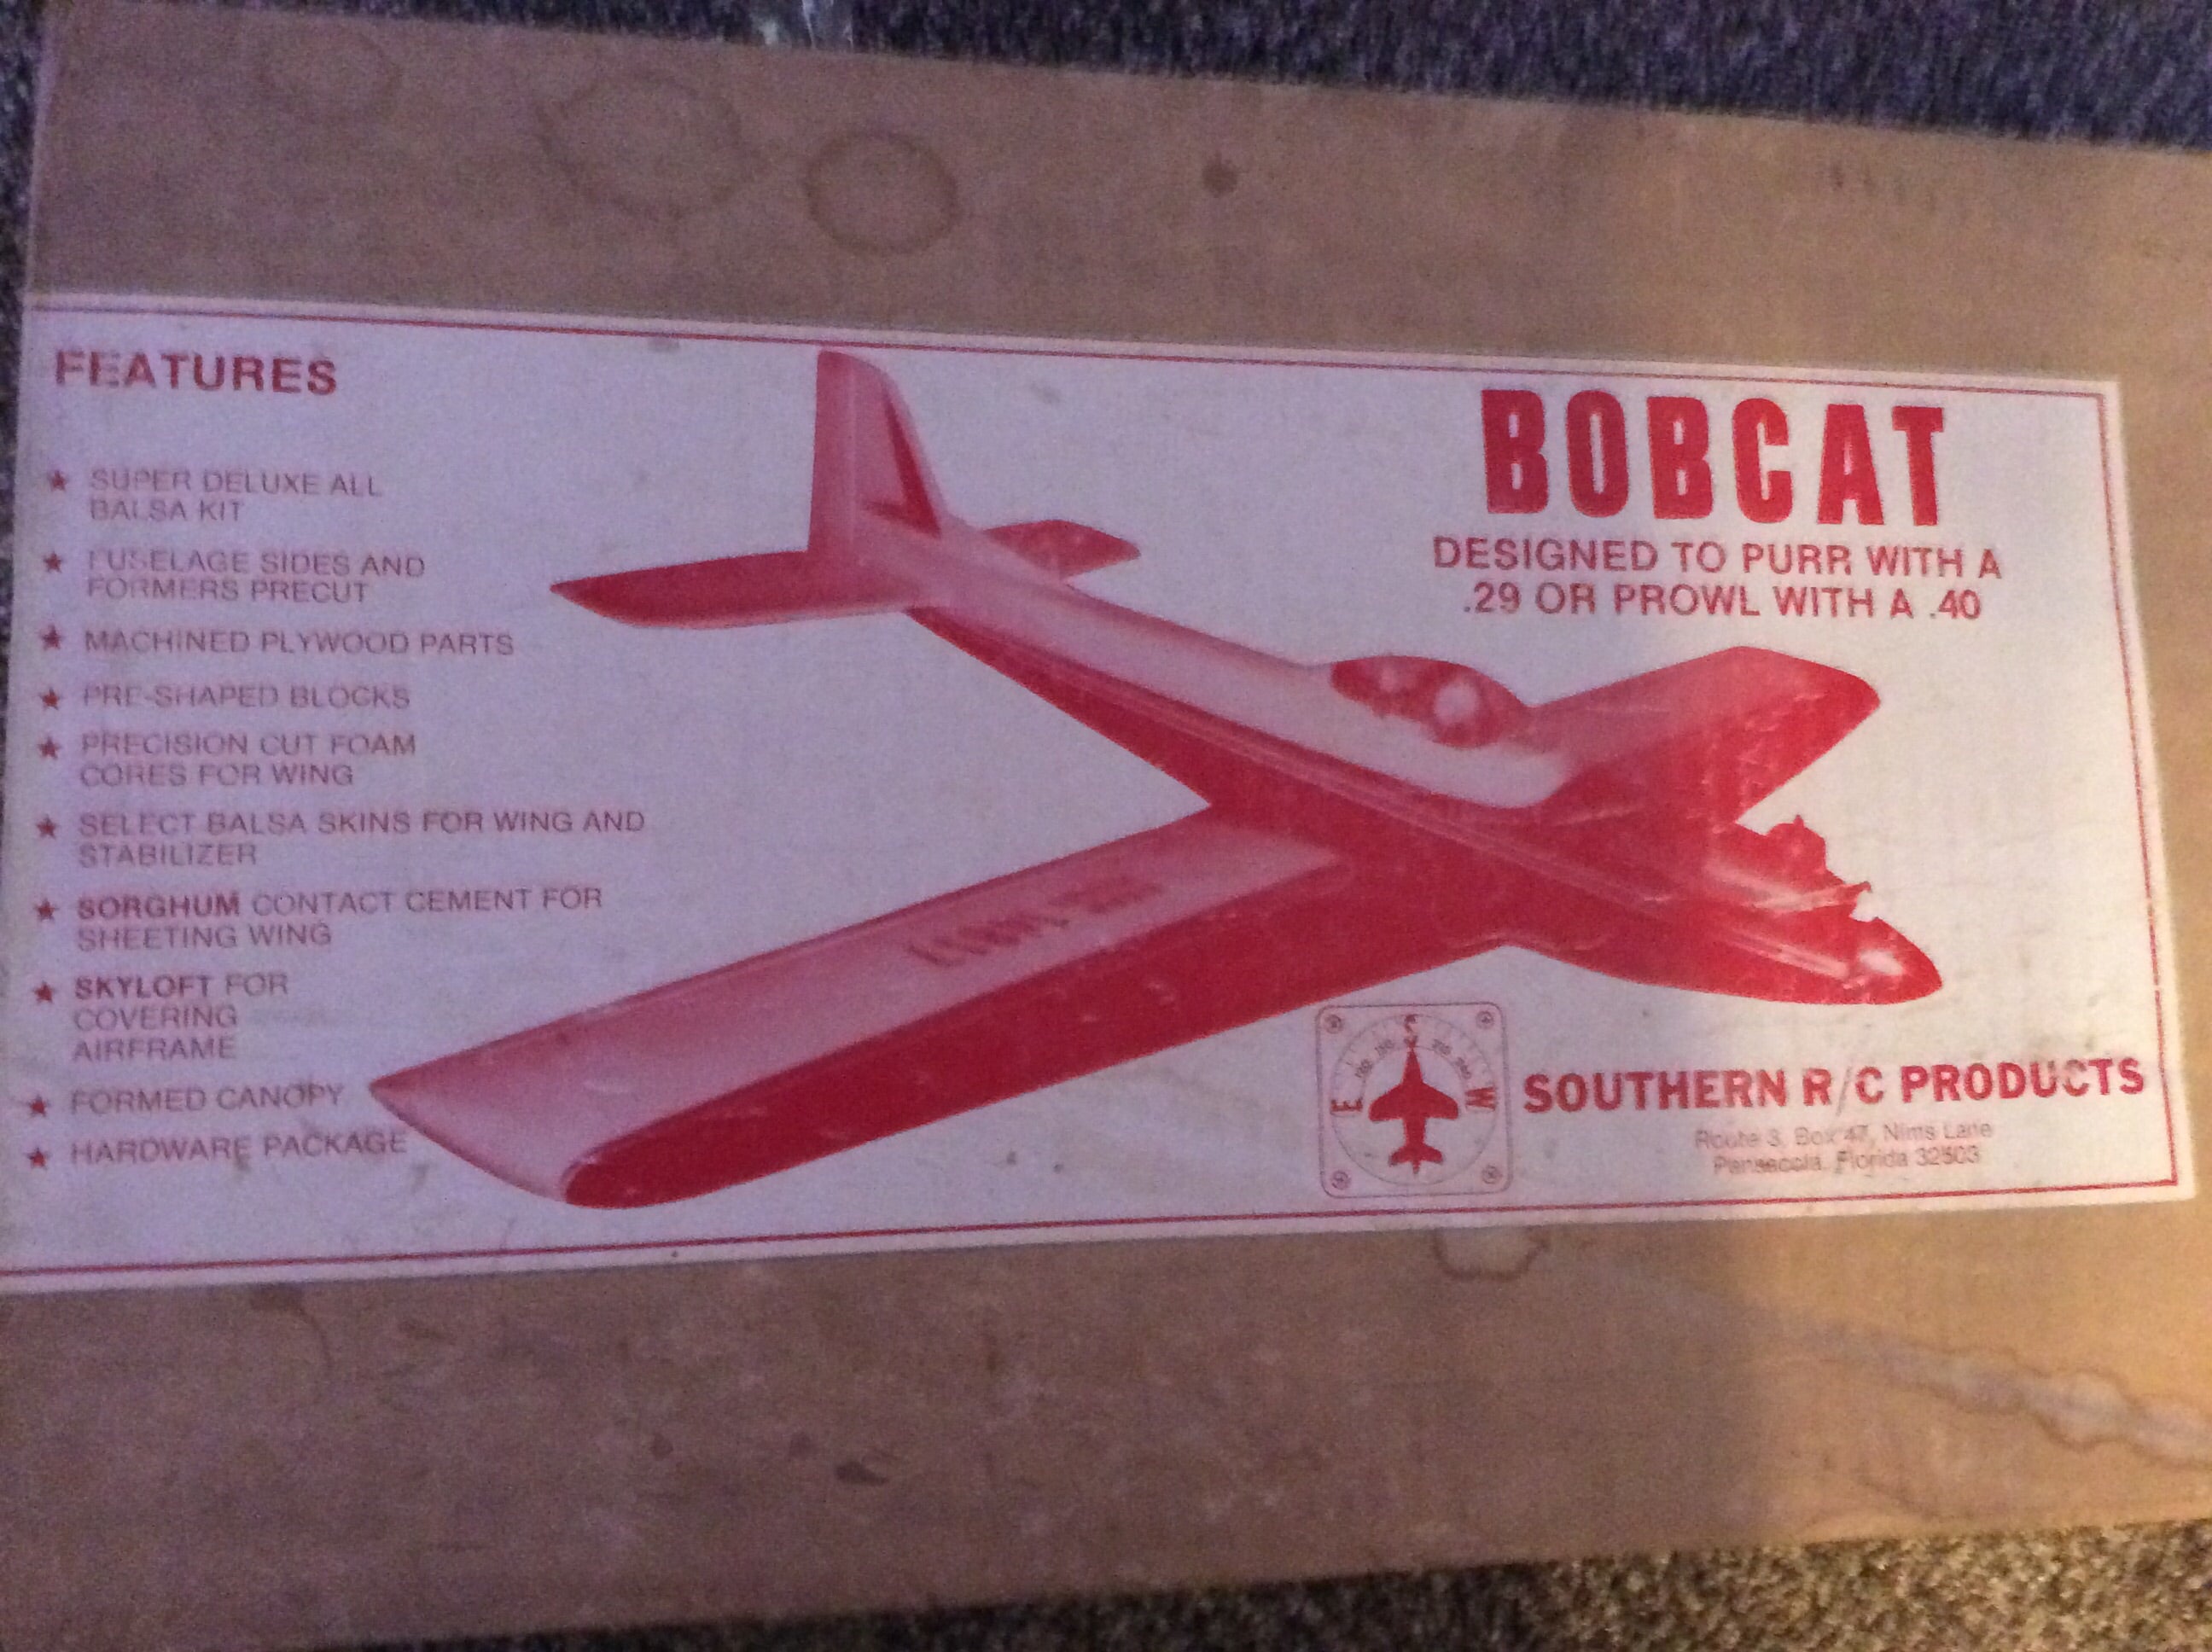 FEATURES
★ SUPER DELUXE ALL
BALSA KIT
★ FUSELAGE SIDES AND
FORMERS PRECUT
★ MACHINED PLYWOOD PARTS
★ PRE-SHAPED BLOCKS
★ PRECISION CUT FOAM
CORES FOR WING
★ SELECT BALSA SKINS FOR WING AND
STABILIZER
★ SORGHUM CONTACT CEMENT FOR
SHEETING WING
★ SKYLOFT FOR
COVERING
AIRFRAME
★ FORMED CANOPY
★ HARDWARE PACKAGE
BOBCAT
DESIGNED TO PURR WITH A
.29 OR PROWL WITH A .40
S
E
W
SOUTHERN R/C PRODUCTS
Route 3, Box 47, Nims Lane
Pensacola, Florida 32503